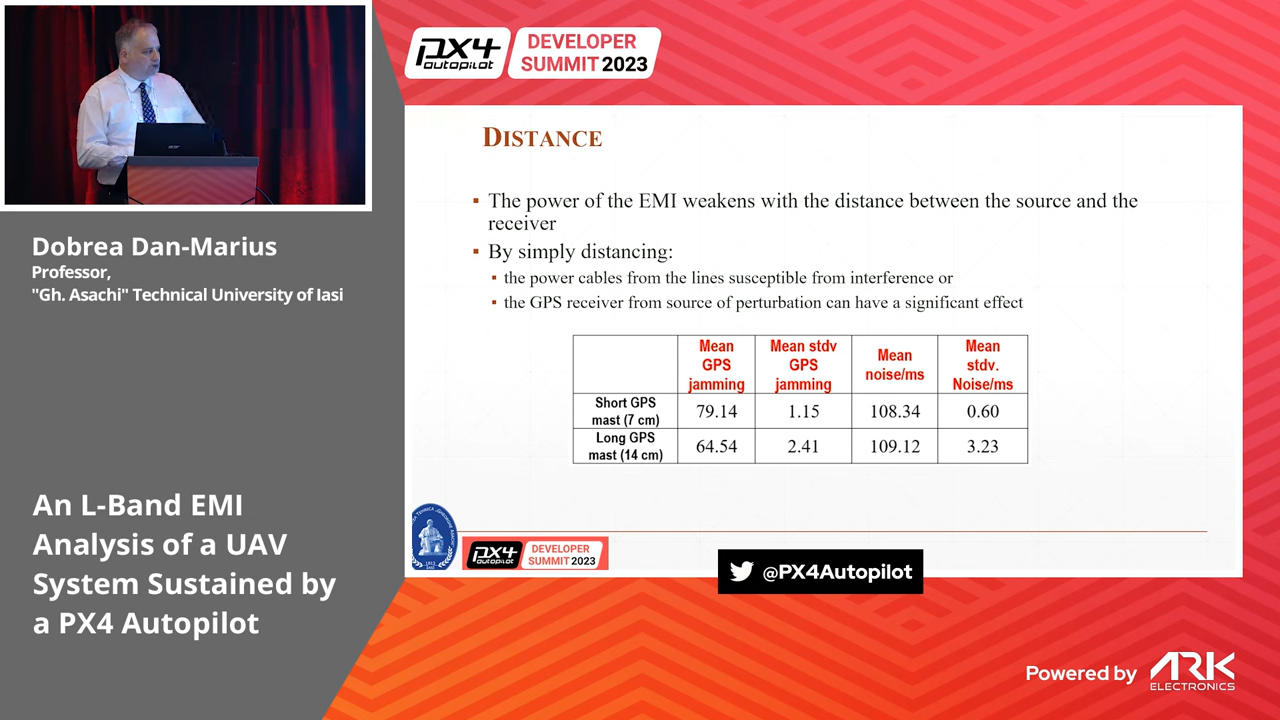 PX4
autopilot
DEVELOPER
SUMMIT 2023
DISTANCE
The power of the EMI weakens with the distance between the source and the
receiver
By simply distancing:
the power cables from the lines susceptible from interference or
the GPS receiver from source of perturbation can have a significant effect
Mean GPS jamming
Mean stdv GPS jamming
Mean noise/ms
Mean stdv. Noise/ms
Short GPS mast (7 cm) 79.14 1.15 108.34 0.60
Long GPS mast (14 cm) 64.54 2.41 109.12 3.23
PX4
autopilot
DEVELOPER
SUMMIT 2023
@PX4Autopilot
Dobrea Dan-Marius
Professor,
"Gh. Asachi" Technical University of Iasi
An L-Band EMI
Analysis of a UAV
System Sustained by
a PX4 Autopilot
Powered by ARK
ELECTRONICS